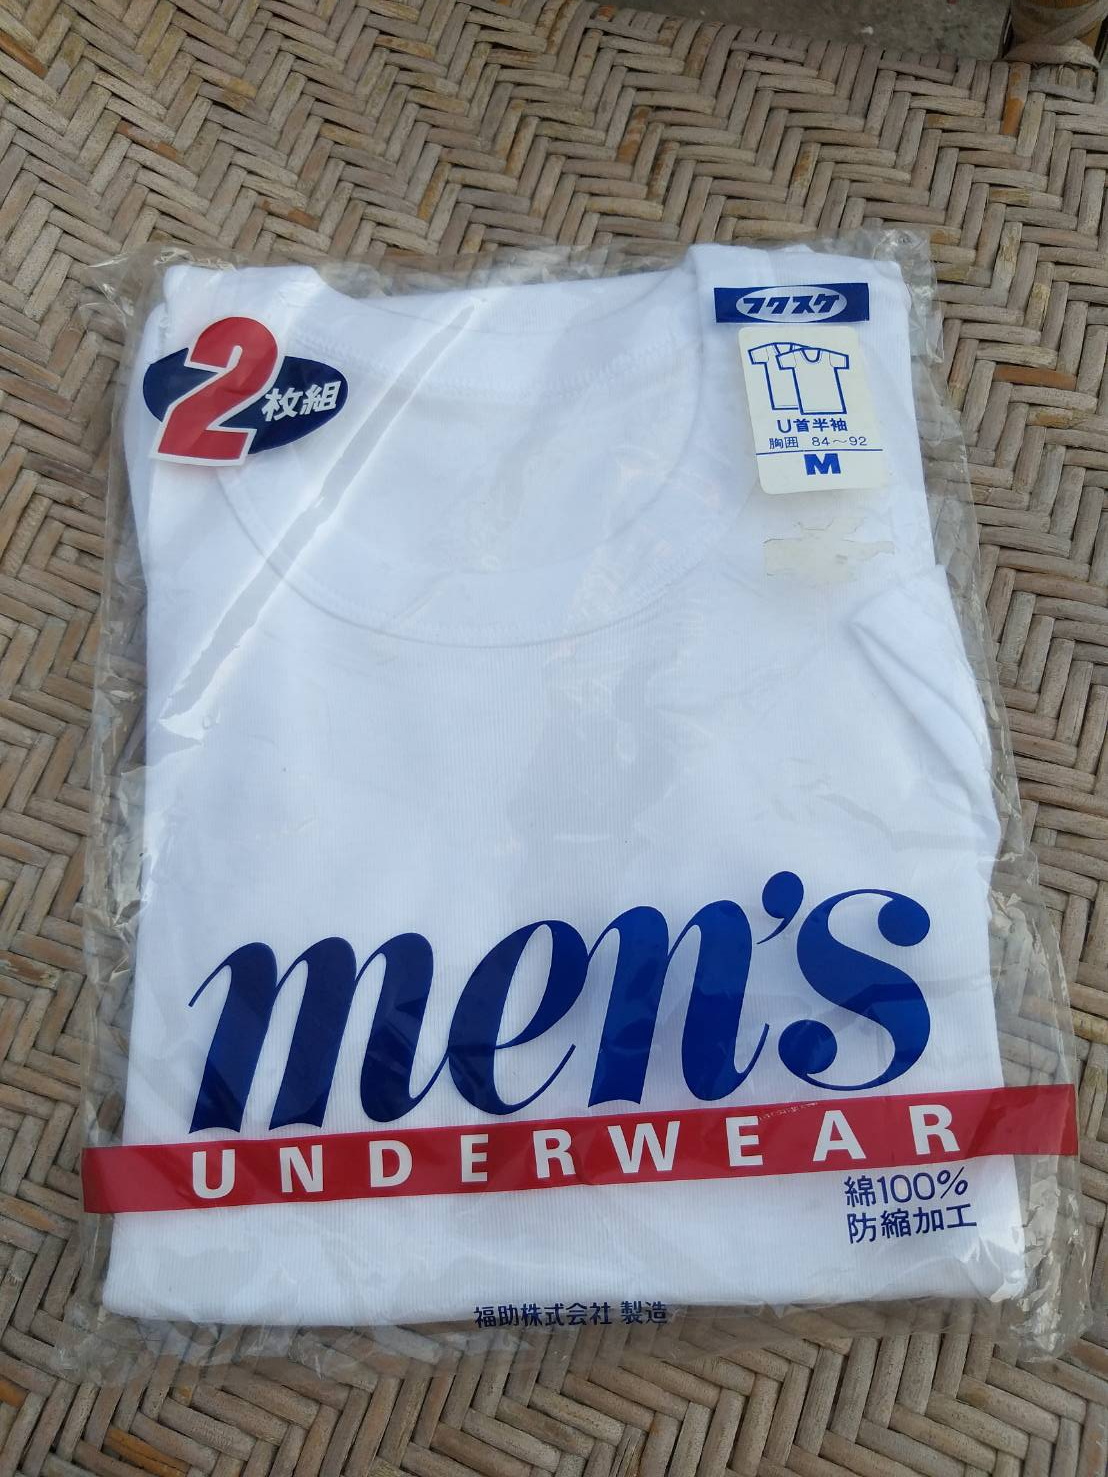 フクスケ
2枚組
U首半袖
胸囲 84~92
M
men's
UNDERWEAR
綿100%
防縮加工
福助株式会社 製造